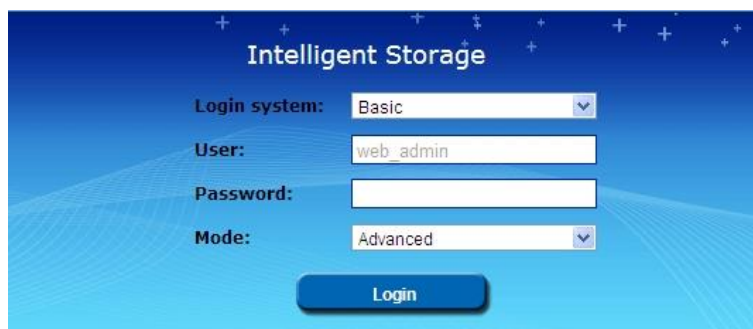 Intelligent Storage
Login system: Basic
User: web_admin
Password:
Mode: Advanced
Login